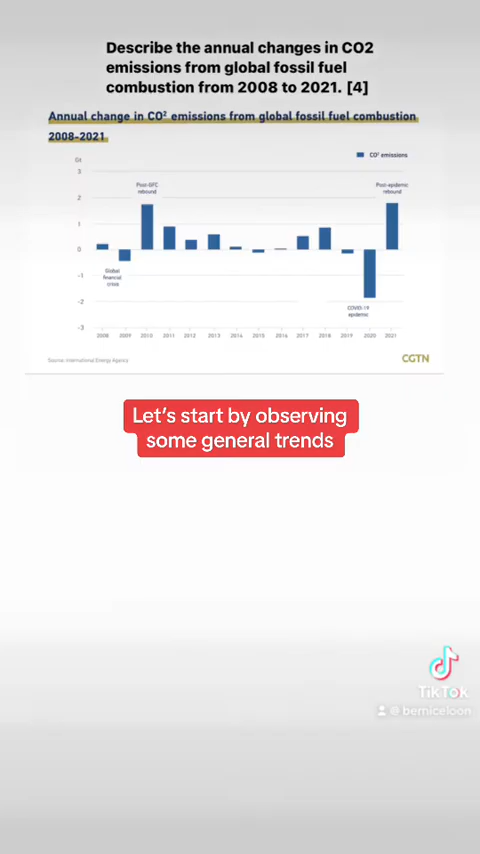 Describe the annual changes in CO2
emissions from global fossil fuel
combustion from 2008 to 2021. [4]
Annual change in CO² emissions from global fossil fuel combustion
2008-2021
Gt
CO² emissions
3
2
1
0
-1
-2
-3
Post-GFC
rebound
Post-epidemic
rebound
Global
financial
crisis
COVID-19
epidemic
2008 2009 2010 2011 2012 2013 2014 2015 2016 2017 2018 2019 2020 2021
Source: International Energy Agency
CGTN
Let's start by observing
some general trends
TikTok
@berniceloon